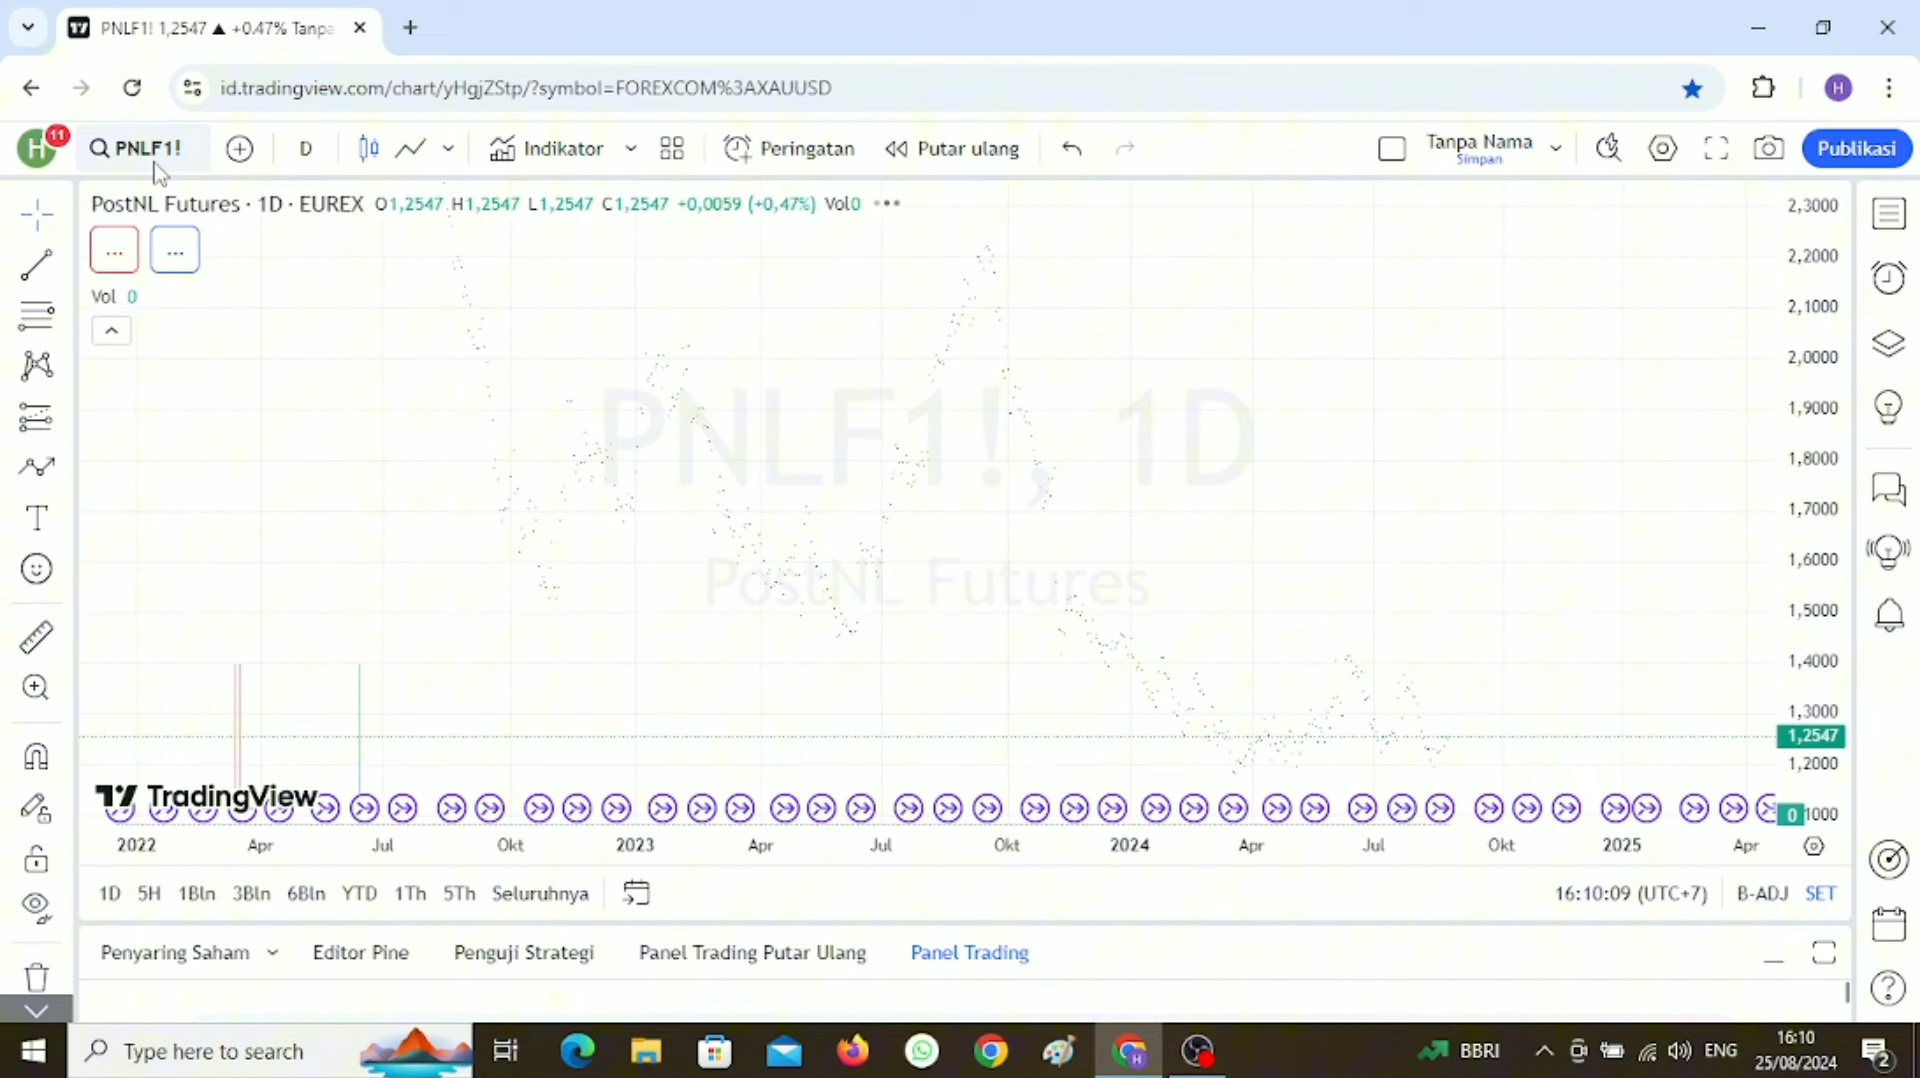 PNLF1! 1,2547 ▲ +0.47% Tanpa
id.tradingview.com/chart/yHgjZStp/?symbol=FOREXCOM%3AXAUUSD
H
H 11 PNLF1! D Indikator Peringatan Putar ulang Tanpa Nama Publikasi
Simpan
PostNL Futures · 1D · EUREX O1,2547 H1,2547 L1,2547 C1,2547 +0,0059 (+0,47%) Vol0 •••
... ...
Vol 0
PNLF1!, 1D
PostNL Futures
2,3000
2,2000
2,1000
2,0000
1,9000
1,8000
1,7000
1,6000
1,5000
1,4000
1,3000
1,2547
1,2000
0 1000
TradingView
2022 Apr Jul Okt 2023 Apr Jul Okt 2024 Apr Jul Okt 2025 Apr
1D 5H 1Bln 3Bln 6Bln YTD 1Th 5Th Seluruhnya 16:10:09 (UTC+7) B-ADJ SET
Penyaring Saham Editor Pine Penguji Strategi Panel Trading Putar Ulang Panel Trading
Type here to search H BBRI ENG 16:10
25/08/2024 2